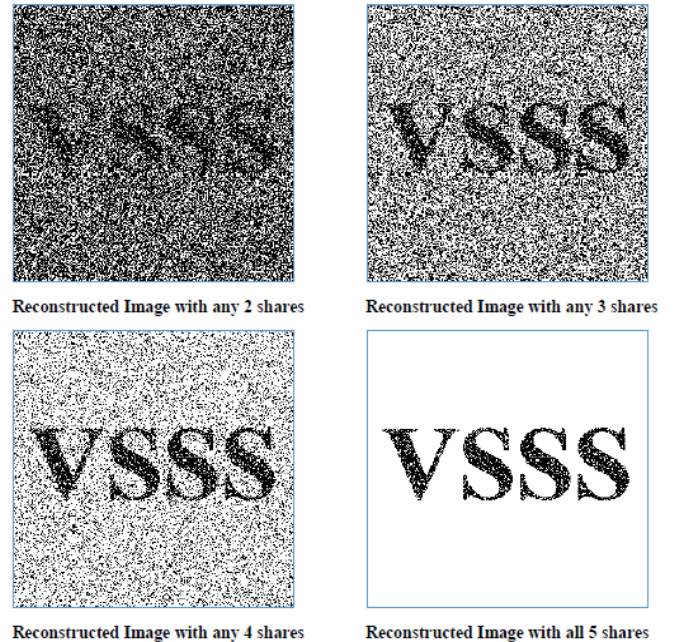 VSSS
VSSS
Reconstructed Image with any 2 shares
Reconstructed Image with any 3 shares
VSSS
VSSS
Reconstructed Image with any 4 shares
Reconstructed Image with all 5 shares